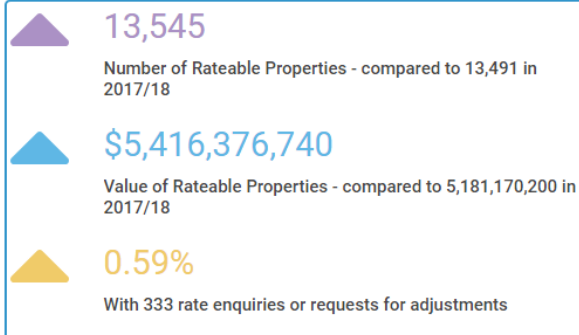 13,545
Number of Rateable Properties - compared to 13,491 in
2017/18
$5,416,376,740
Value of Rateable Properties - compared to 5,181,170,200 in
2017/18
0.59%
With 333 rate enquiries or requests for adjustments